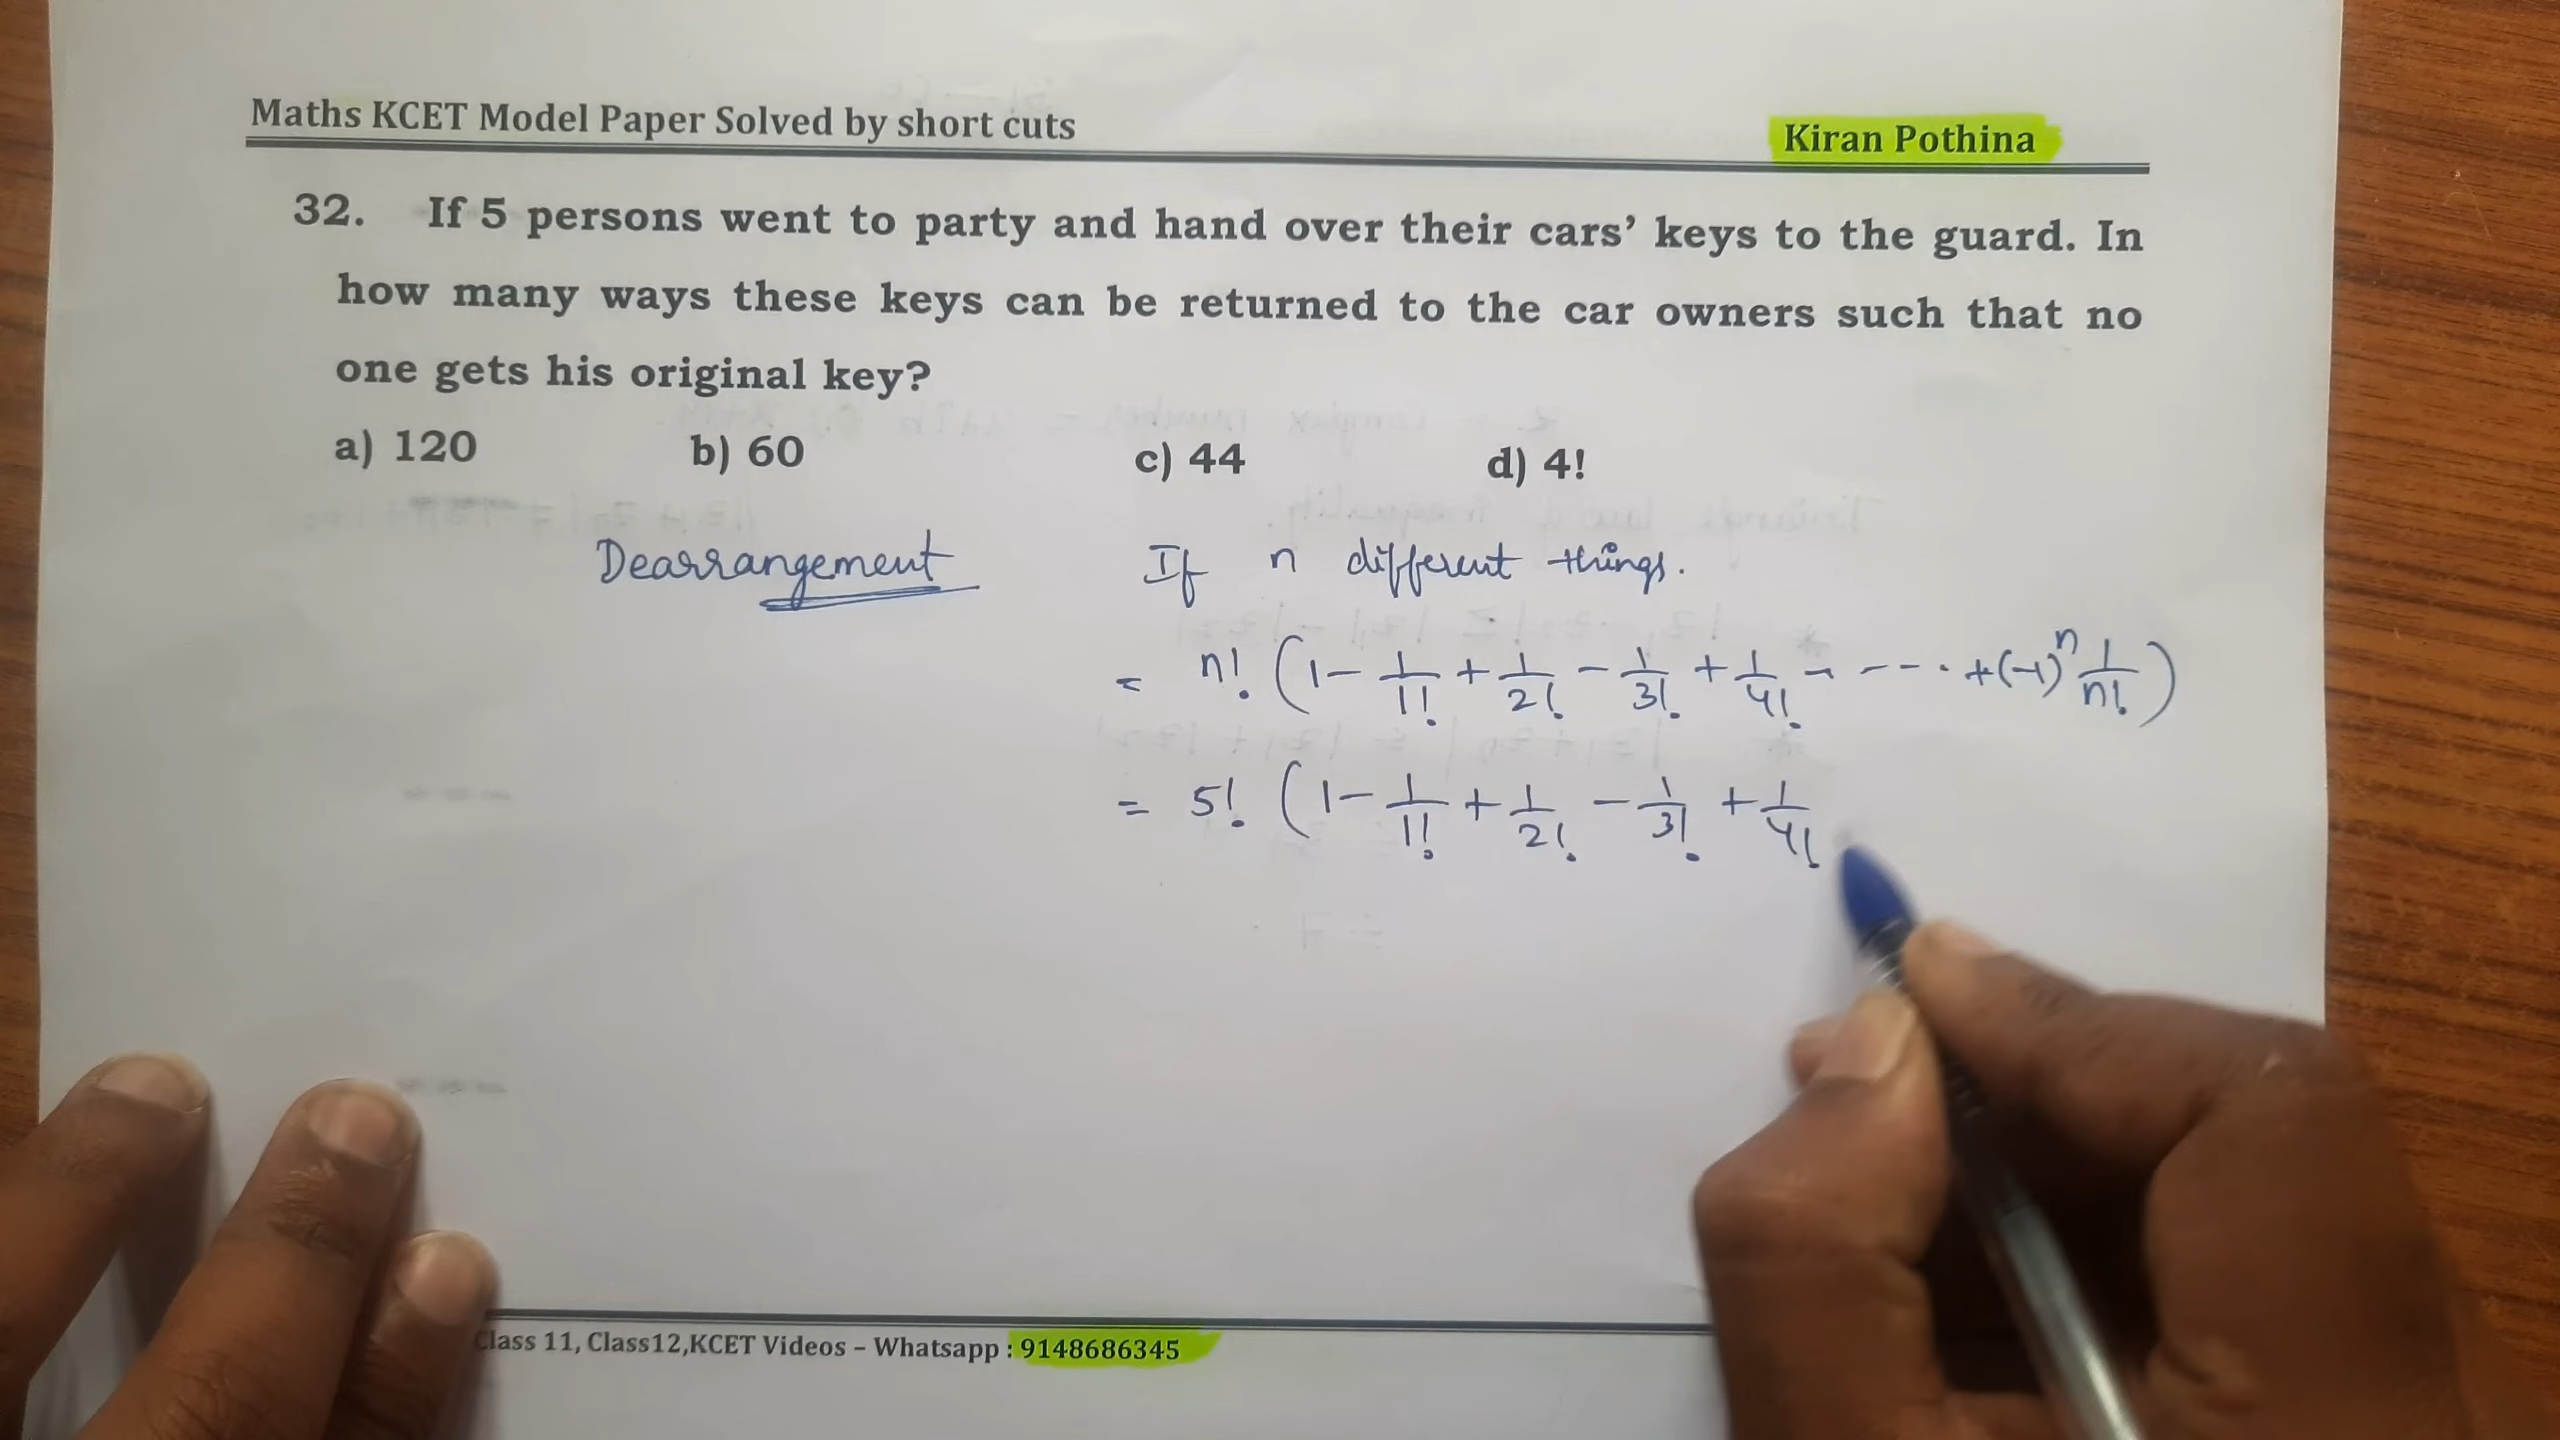 Maths KCET Model Paper Solved by short cuts
Kiran Pothina
32. If 5 persons went to party and hand over their cars’ keys to the guard. In
how many ways these keys can be returned to the car owners such that no
one gets his original key?
a) 120 b) 60 c) 44 d) 4!
Dearrangement
If n different things.
= n! (1 - 1/1! + 1/2! - 1/3! + 1/4! - ---- + (-1)^n 1/n!)
= 5! (1 - 1/1! + 1/2! - 1/3! + 1/4!
Class 11, Class12,KCET Videos – Whatsapp : 9148686345